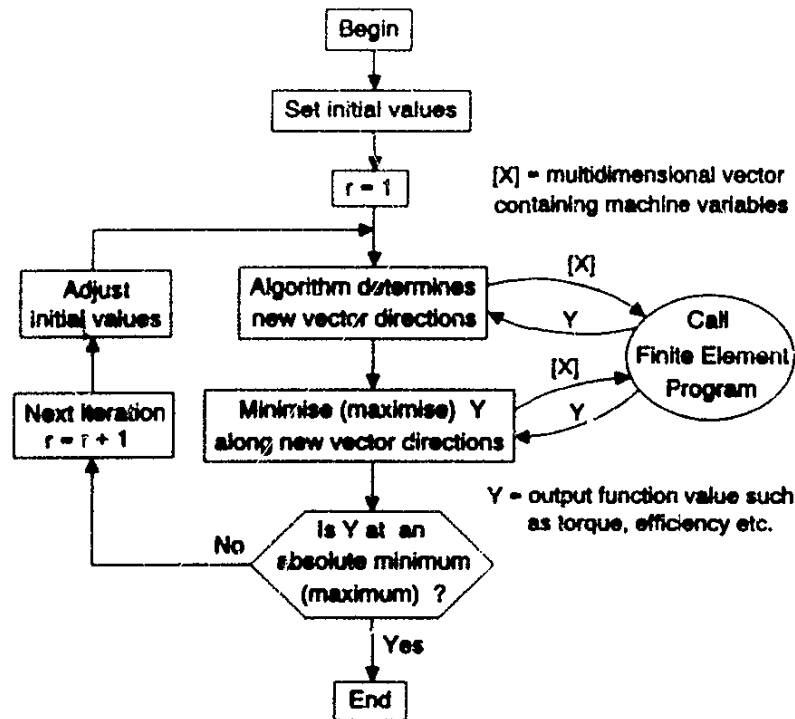 Begin
Set initial values
r = 1
[X] = multidimensional vector
containing machine variables
Adjust
initial values
Algorithm determines
new vector directions
[X]
Y
Call
Finite Element
Program
[X]
Y
Next Iteration
r = r + 1
Minimise (maximise) Y
along new vector directions
Y = output function value such
as torque, efficiency etc.
No
Is Y at an
absolute minimum
(maximum) ?
Yes
End